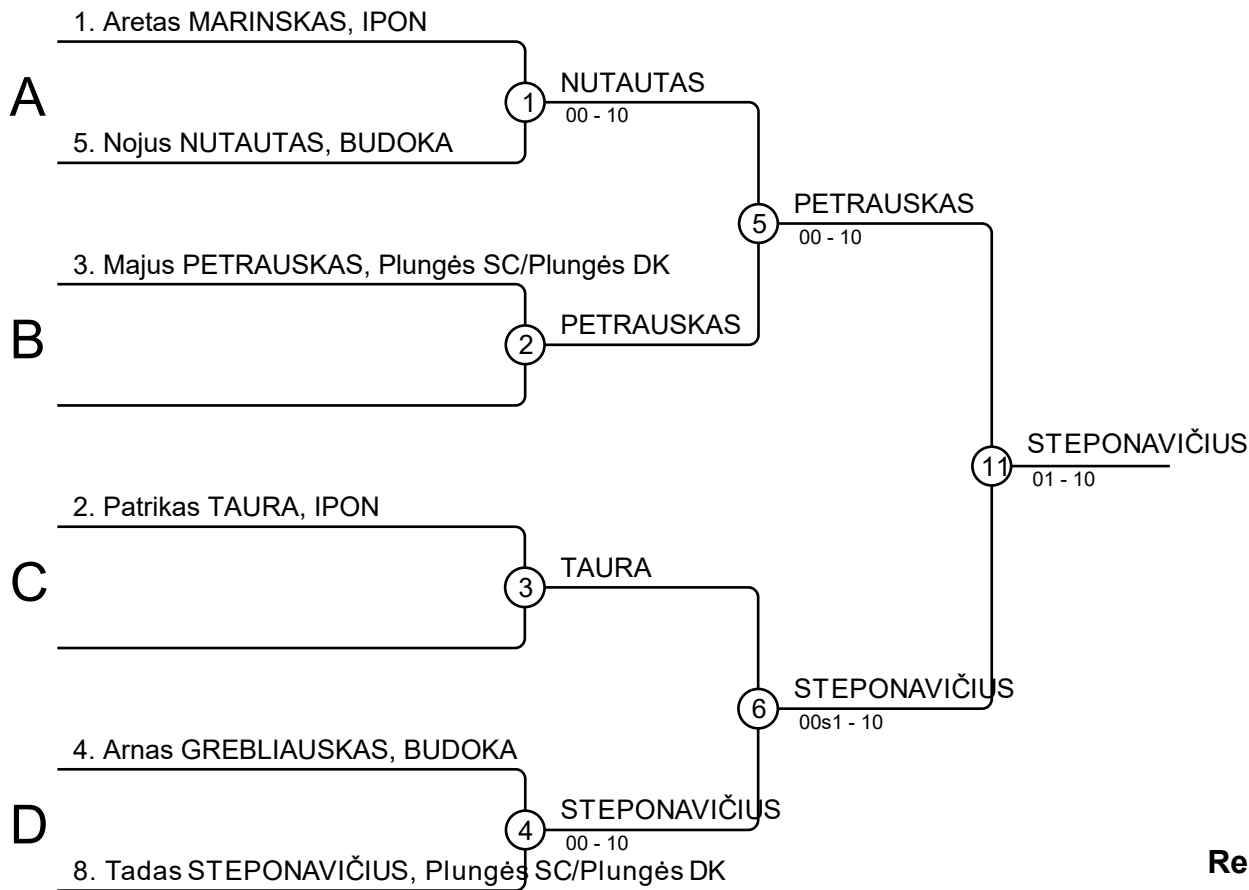 1. Aretas MARINSKAS, IPON
A
1
NUTAUTAS
00 - 10
5. Nojus NUTAUTAS, BUDOKA
5
PETRAUSKAS
00 - 10
3. Majus PETRAUSKAS, Plungės SC/Plungės DK
B
2
PETRAUSKAS
11
STEPONAVIČIUS
01 - 10
2. Patrikas TAURA, IPON
C
3
TAURA
6
STEPONAVIČIUS
00s1 - 10
4. Arnas GREBLIAUSKAS, BUDOKA
D
4
STEPONAVIČIUS
00 - 10
8. Tadas STEPONAVIČIUS, Plungės SC/Plungės DK
Re